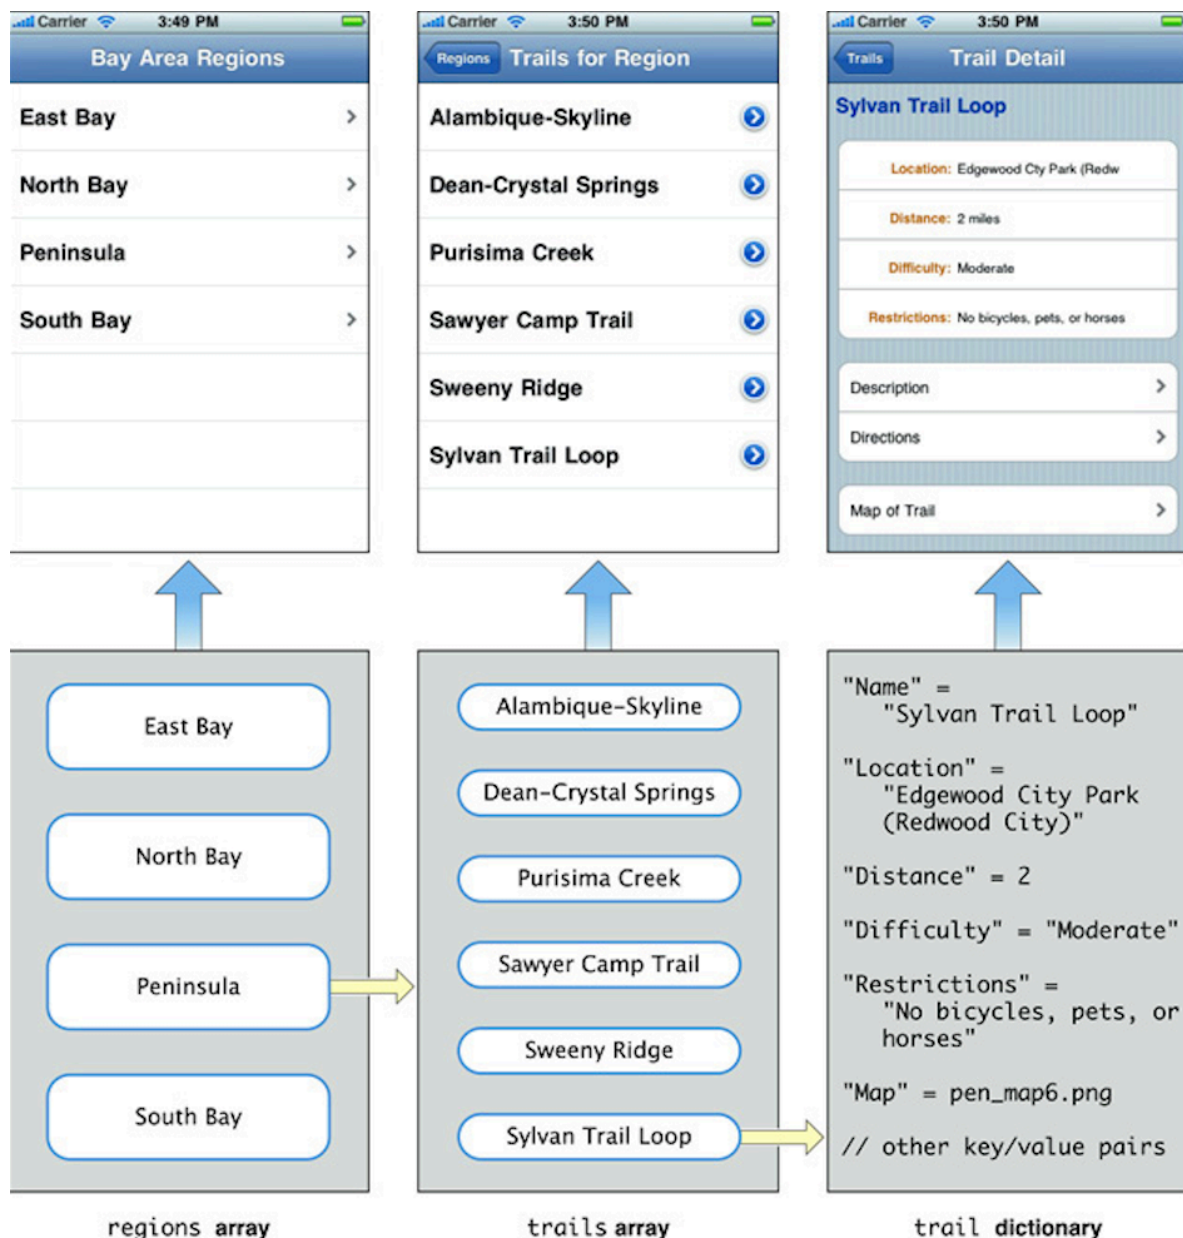 Carrier 3:49 PM
Bay Area Regions
East Bay
North Bay
Peninsula
South Bay
Carrier 3:50 PM
Regions Trails for Region
Alambique-Skyline
Dean-Crystal Springs
Purisima Creek
Sawyer Camp Trail
Sweeny Ridge
Sylvan Trail Loop
Carrier 3:50 PM
Trails Trail Detail
Sylvan Trail Loop
Location: Edgewood Cty Park (Redw
Distance: 2 miles
Difficulty: Moderate
Restrictions: No bicycles, pets, or horses
Description
Directions
Map of Trail
East Bay
North Bay
Peninsula
South Bay
regions array
Alambique-Skyline
Dean-Crystal Springs
Purisima Creek
Sawyer Camp Trail
Sweeny Ridge
Sylvan Trail Loop
trails array
"Name" =
"Sylvan Trail Loop"
"Location" =
"Edgewood City Park
(Redwood City)"
"Distance" = 2
"Difficulty" = "Moderate"
"Restrictions" =
"No bicycles, pets, or
horses"
"Map" = pen_map6.png
// other key/value pairs
trail dictionary